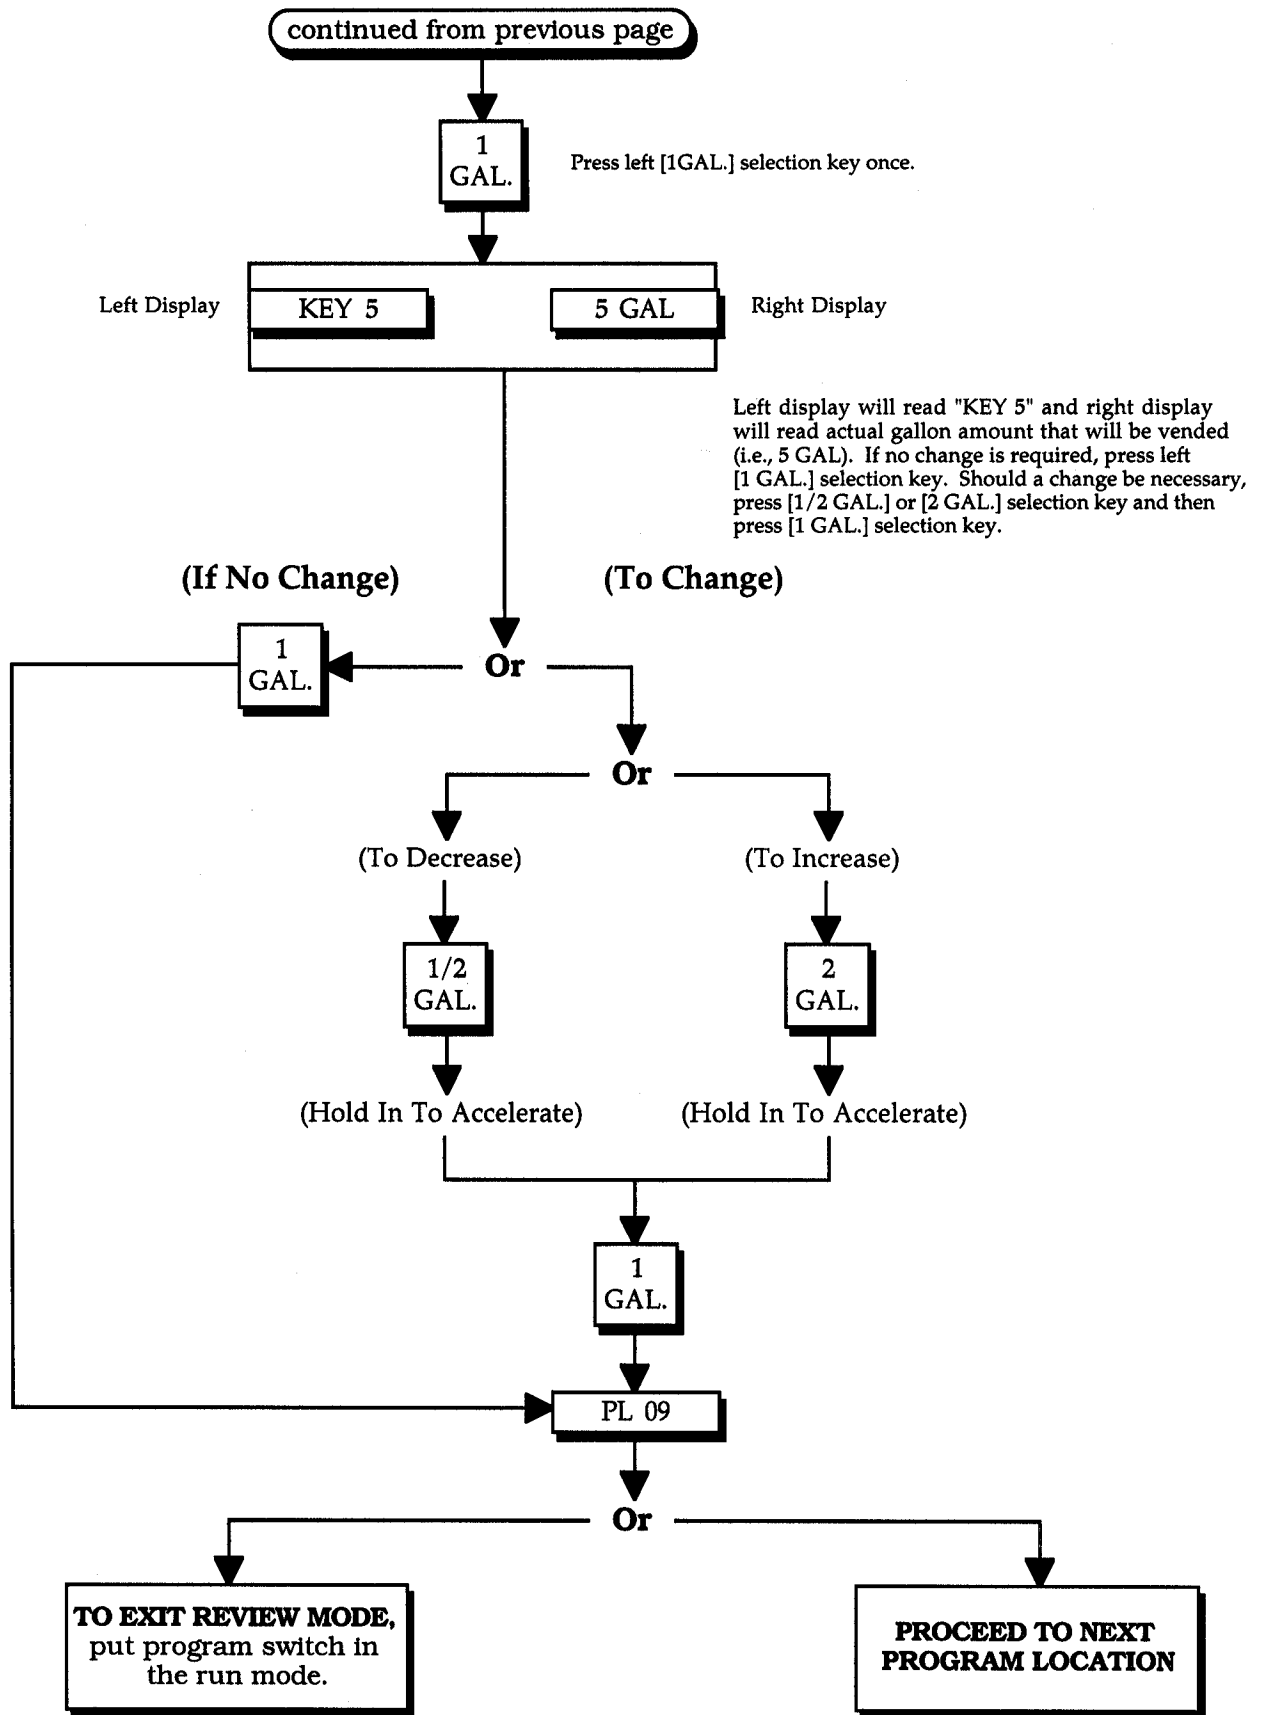 continued from previous page
1
GAL.
Press left [1GAL.] selection key once.
Left Display
KEY 5
5 GAL
Right Display
Left display will read "KEY 5" and right display
will read actual gallon amount that will be vended
(i.e., 5 GAL). If no change is required, press left
[1 GAL.] selection key. Should a change be necessary,
press [1/2 GAL.] or [2 GAL.] selection key and then
press [1 GAL.] selection key.
(If No Change)
(To Change)
1
GAL.
Or
Or
(To Decrease)
(To Increase)
1/2
GAL.
2
GAL.
(Hold In To Accelerate)
(Hold In To Accelerate)
1
GAL.
PL 09
Or
TO EXIT REVIEW MODE,
put program switch in
the run mode.
PROCEED TO NEXT
PROGRAM LOCATION